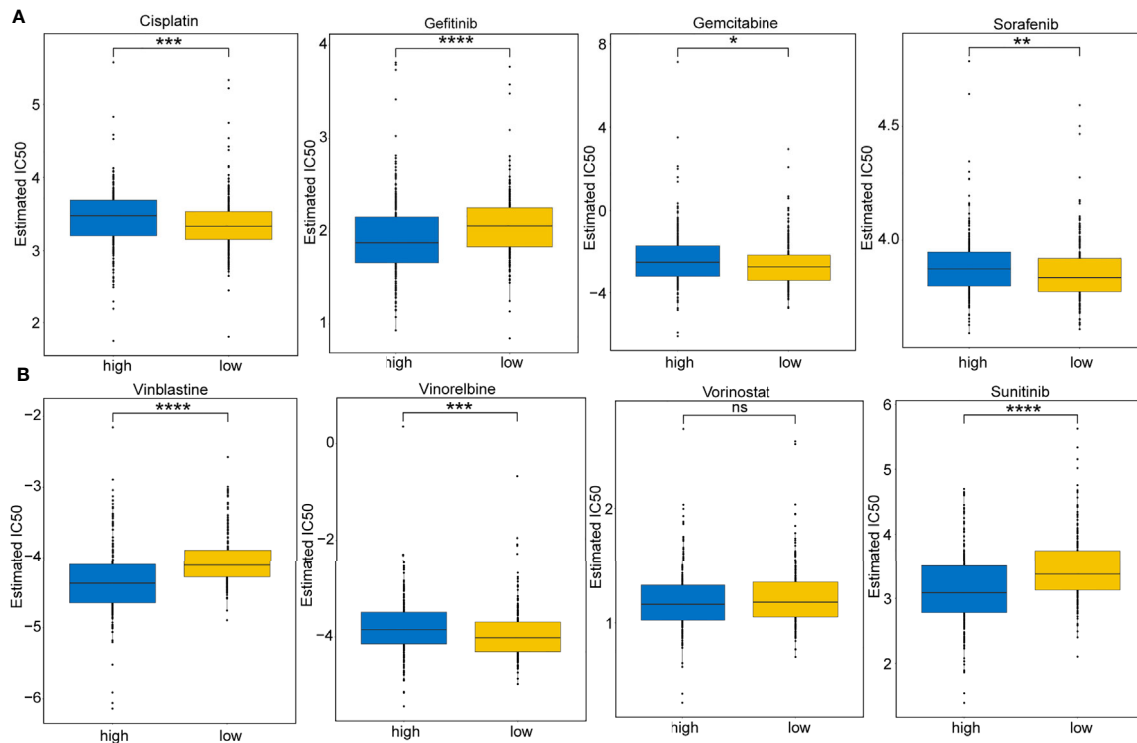 A
Cisplatin
***
Estimated IC50
5
4
3
2
high low
Gefitinib
****
Estimated IC50
4
3
2
1
high low
Gemcitabine
*
Estimated IC50
8
4
0
−4
high low
Sorafenib
**
Estimated IC50
4.5
4.0
high low
B
Vinblastine
****
Estimated IC50
−2
−3
−4
−5
−6
high low
Vinorelbine
***
Estimated IC50
0
−2
−4
high low
Vorinostat
ns
Estimated IC50
2
1
high low
Sunitinib
****
Estimated IC50
6
5
4
3
2
high low